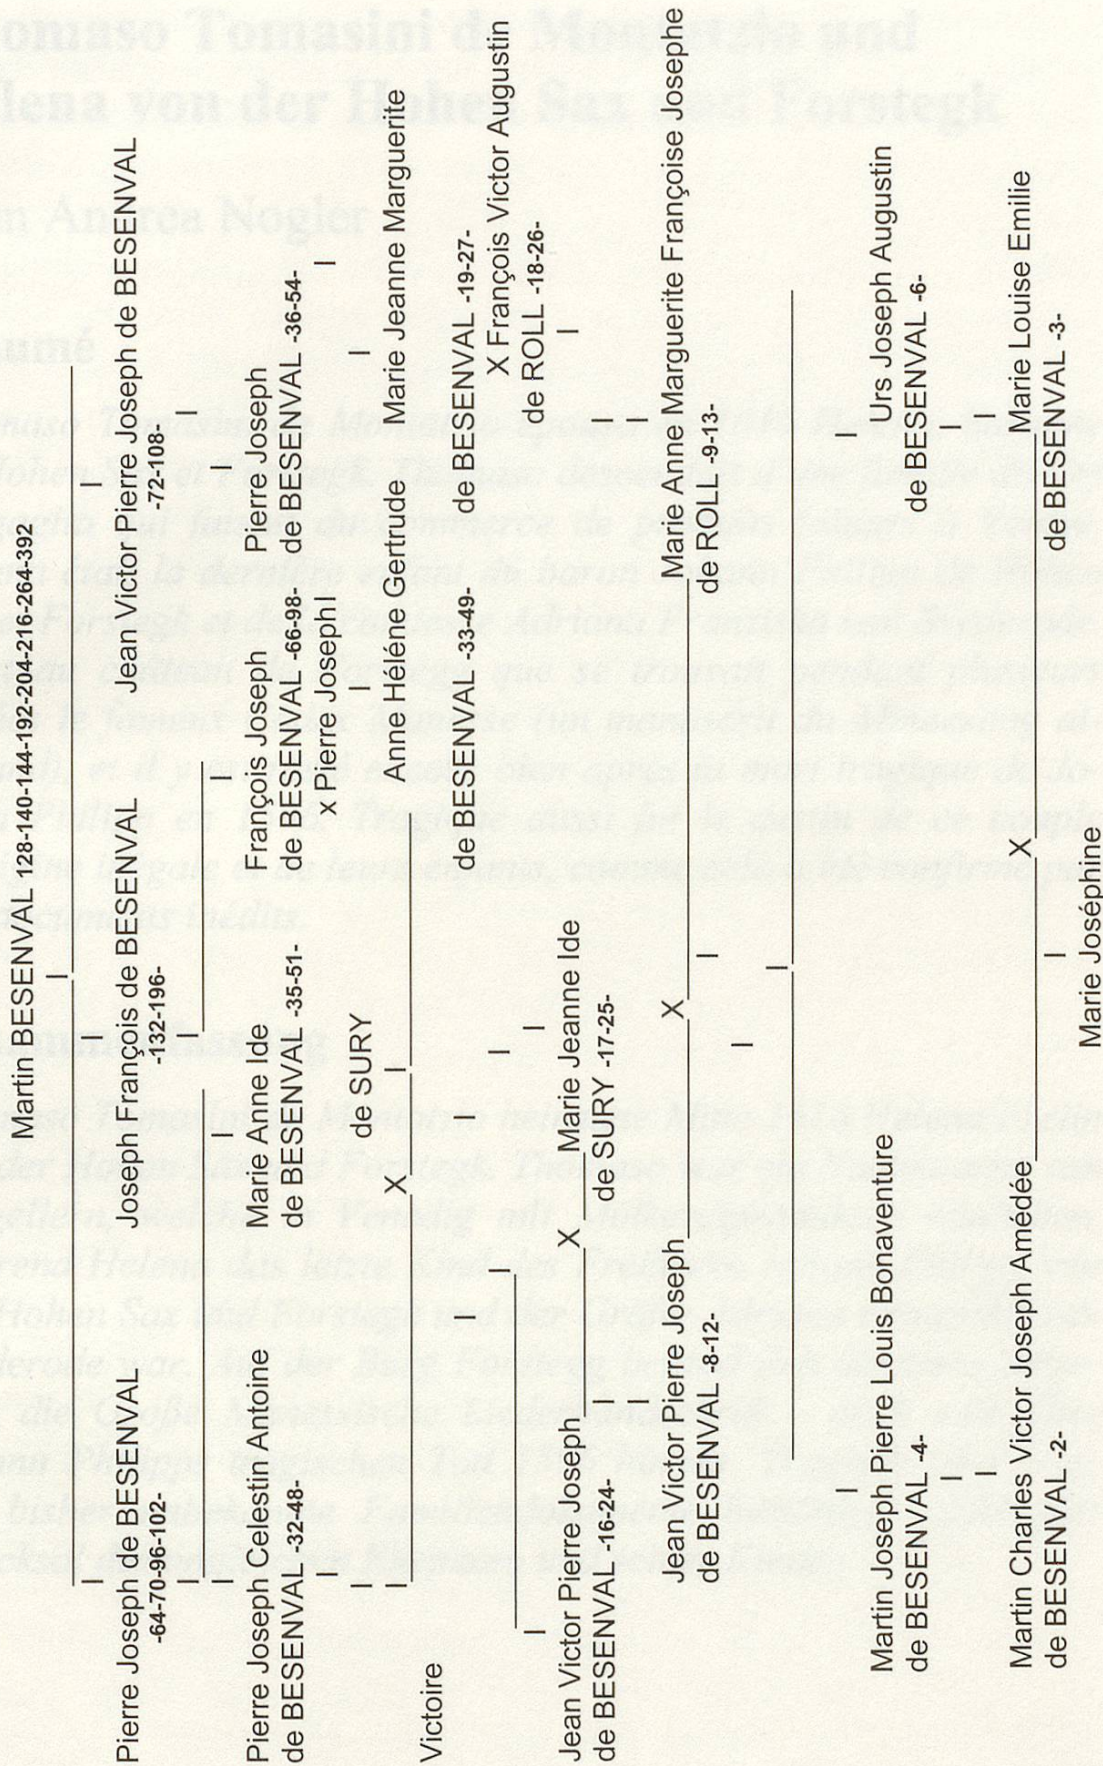 Martin BESENVAL 128-140-144-192-204-216-264-392
Pierre Joseph de BESENVAL
-64-70-96-102-
Joseph François de BESENVAL
-132-196-
Jean Victor Pierre Joseph de BESENVAL
-72-108-
Pierre Joseph Celestin Antoine
de BESENVAL -32-48-
Marie Anne Ide
de BESENVAL -35-51-
François Joseph
de BESENVAL -66-98-
X Pierre Joseph
Pierre Joseph
de BESENVAL -36-54-
de SURY
X
Victoire
Anne Héléne Gertrude
de BESENVAL -33-49-
Marie Jeanne Marguerite
de BESENVAL -19-27-
X François Victor Augustin
de ROLL -18-26-
Jean Victor Pierre Joseph
de BESENVAL -16-24-
X
Marie Jeanne Ide
de SURY -17-25-
Jean Victor Pierre Joseph
de BESENVAL -8-12-
X
Marie Anne Marguerite Françoise Josephe
de ROLL -9-13-
Martin Joseph Pierre Louis Bonaventure
de BESENVAL -4-
Urs Joseph Augustin
de BESENVAL -6-
Martin Charles Victor Joseph Amédée
de BESENVAL -2-
X
Marie Louise Emilie
de BESENVAL -3-
Marie Joséphine